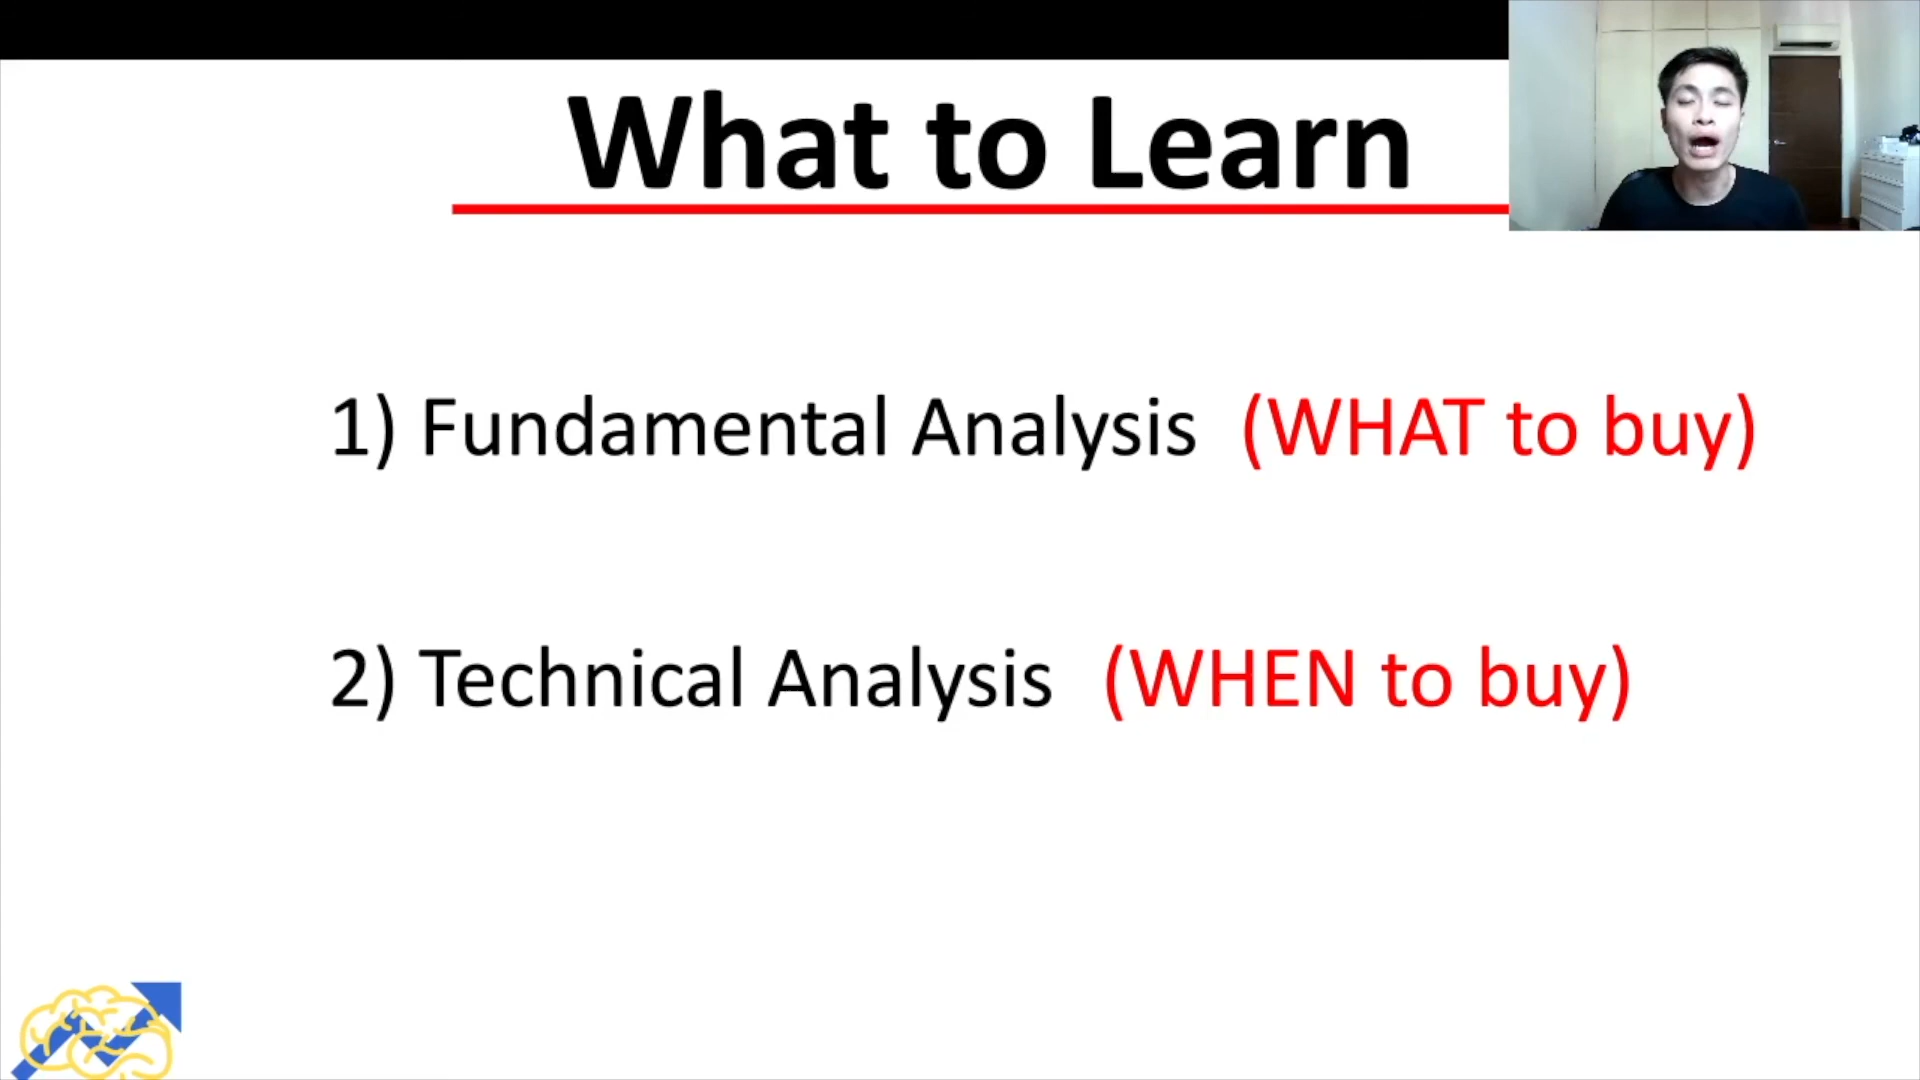 What to Learn
1) Fundamental Analysis (WHAT to buy)
2) Technical Analysis (WHEN to buy)